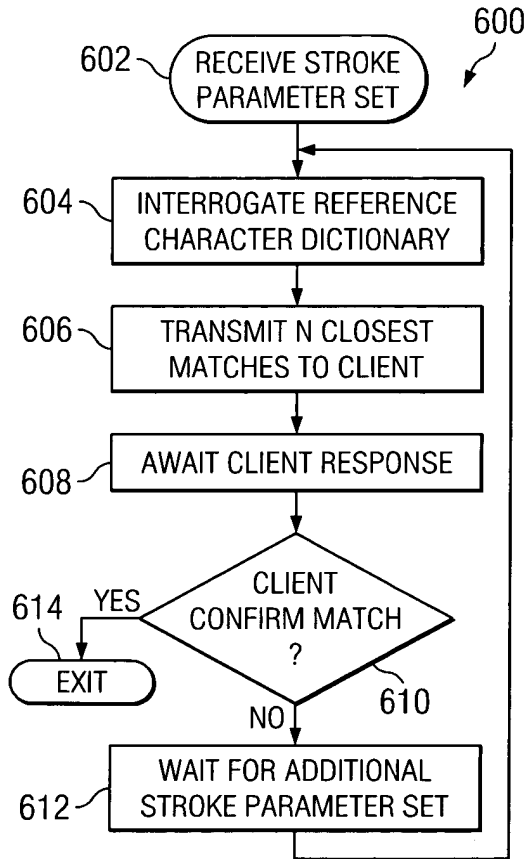 600
602
RECEIVE STROKE
PARAMETER SET
604
INTERROGATE REFERENCE
CHARACTER DICTIONARY
606
TRANSMIT N CLOSEST
MATCHES TO CLIENT
608
AWAIT CLIENT RESPONSE
CLIENT
CONFIRM MATCH
?
610
YES
614
EXIT
NO
612
WAIT FOR ADDITIONAL
STROKE PARAMETER SET